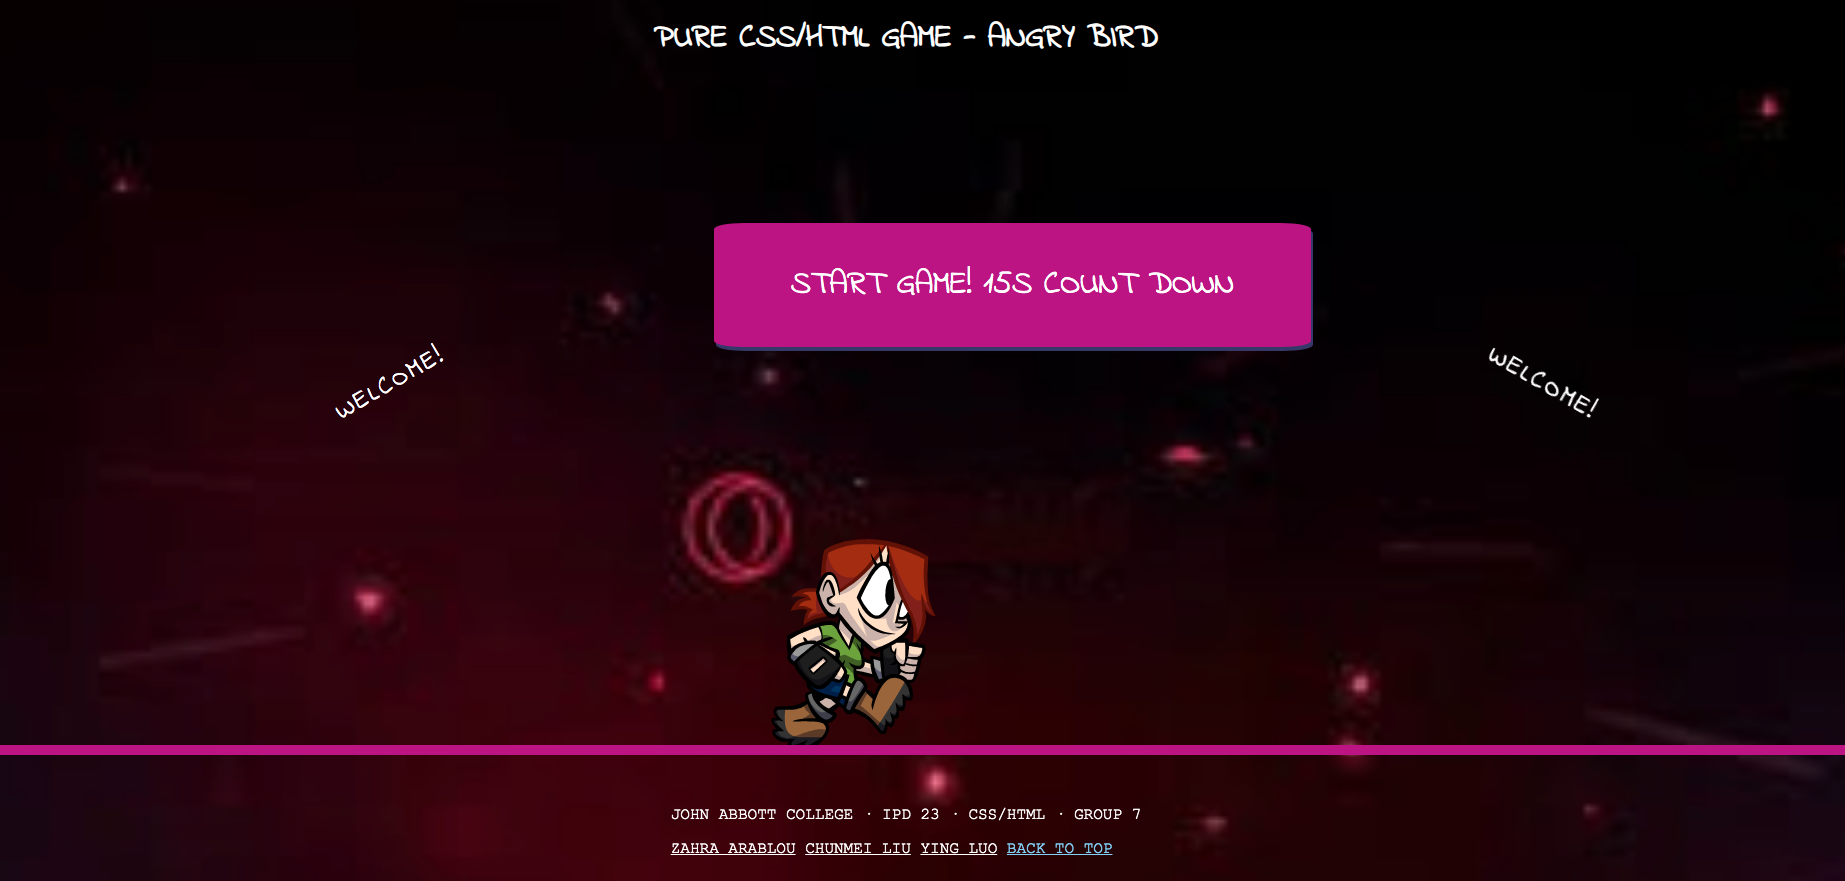 PURE CSS/HTML GAME - ANGRY BIRD
START GAME! 15S COUNT DOWN
WELCOME!
WELCOME!
JOHN ABBOTT COLLEGE · IPD 23 · CSS/HTML · GROUP 7
ZAHRA ARABLOU CHUNMEI LIU YING LUO BACK TO TOP